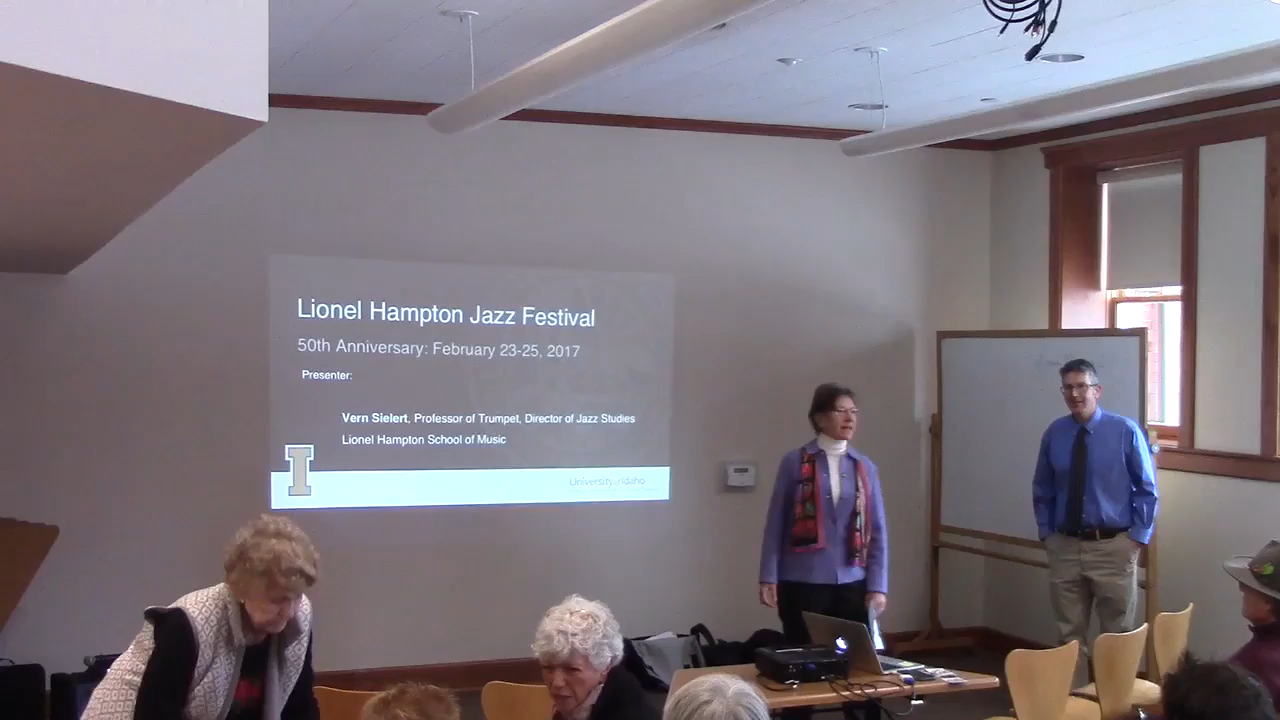 Lionel Hampton Jazz Festival
50th Anniversary: February 23-25, 2017
Presenter:
Vern Sielert, Professor of Trumpet, Director of Jazz Studies
Lionel Hampton School of Music
I
University of Idaho